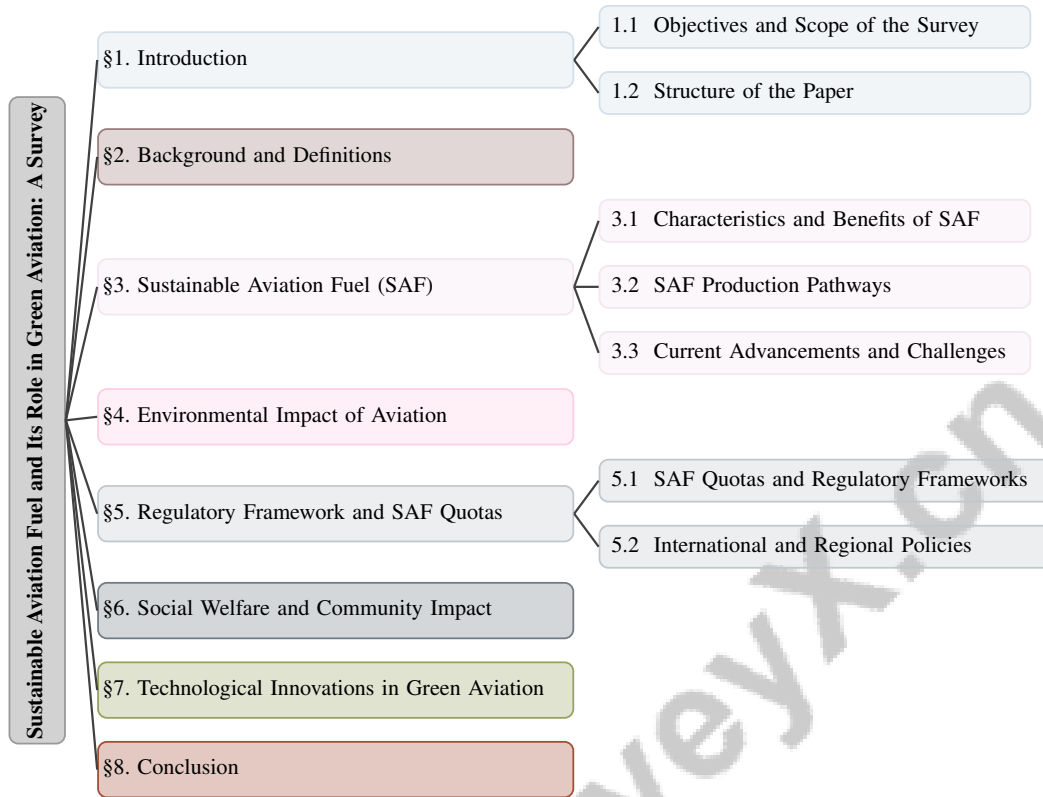 Sustainable Aviation Fuel and Its Role in Green Aviation: A Survey
§1. Introduction
1.1 Objectives and Scope of the Survey
1.2 Structure of the Paper
§2. Background and Definitions
§3. Sustainable Aviation Fuel (SAF)
3.1 Characteristics and Benefits of SAF
3.2 SAF Production Pathways
3.3 Current Advancements and Challenges
§4. Environmental Impact of Aviation
§5. Regulatory Framework and SAF Quotas
5.1 SAF Quotas and Regulatory Frameworks
5.2 International and Regional Policies
§6. Social Welfare and Community Impact
§7. Technological Innovations in Green Aviation
§8. Conclusion
veyx.cn